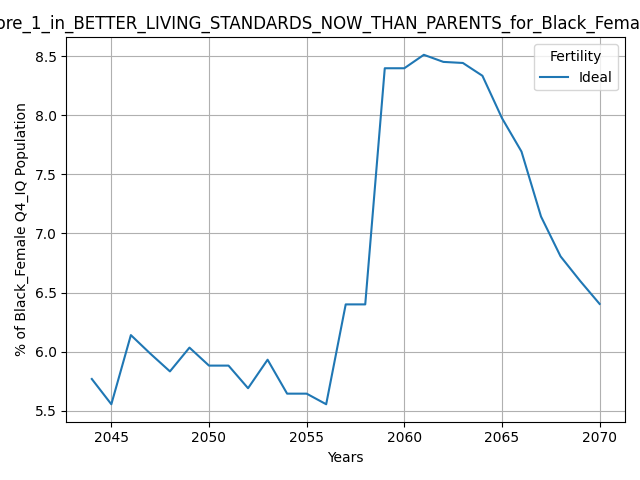 ore_1_in_BETTER_LIVING_STANDARDS_NOW_THAN_PARENTS_for_Black_Fema
Fertility
Ideal
% of Black_Female Q4_IQ Population
8.5
8.0
7.5
7.0
6.5
6.0
5.5
2045
2050
2055
2060
2065
2070
Years